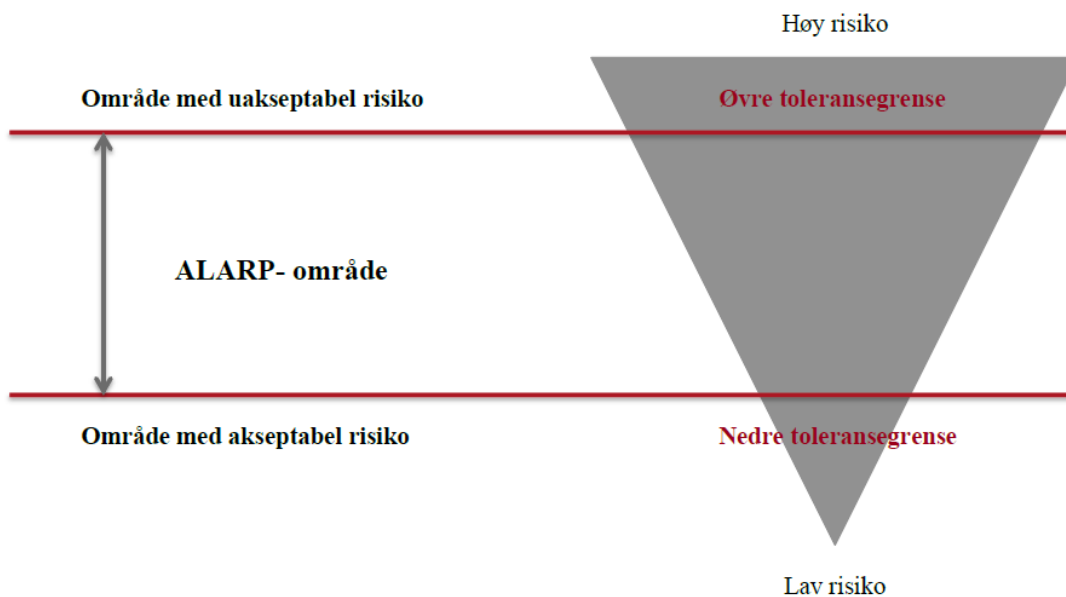 Høy risiko
Område med uakseptabel risiko
Øvre toleransegrense
ALARP- område
Område med akseptabel risiko
Nedre toleransegrense
Lav risiko